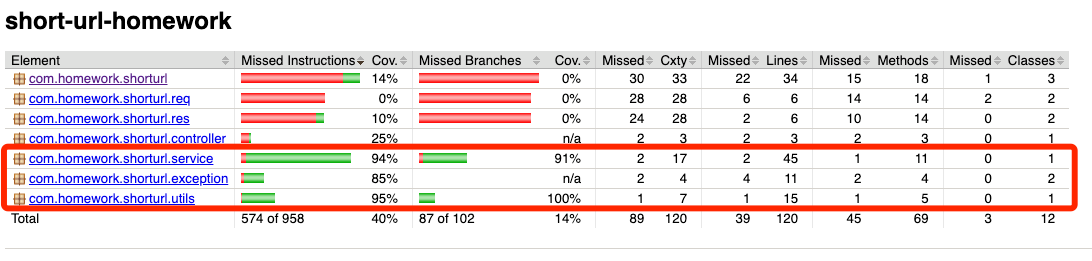 short-url-homework
Element Missed Instructions Cov. Missed Branches Cov. Missed Cxty Missed Lines Missed Methods Missed Classes
com.homework.shorturl 14% 0% 30 33 22 34 15 18 1 3
com.homework.shorturl.req 0% 0% 28 28 6 6 14 14 2 2
com.homework.shorturl.res 10% 0% 24 28 2 6 10 14 0 2
com.homework.shorturl.controller 25% n/a 2 3 2 3 2 3 0 1
com.homework.shorturl.service 94% 91% 2 17 2 45 1 11 0 1
com.homework.shorturl.exception 85% n/a 2 4 4 11 2 4 0 2
com.homework.shorturl.utils 95% 100% 1 7 1 15 1 5 0 1
Total 574 of 958 40% 87 of 102 14% 89 120 39 120 45 69 3 12